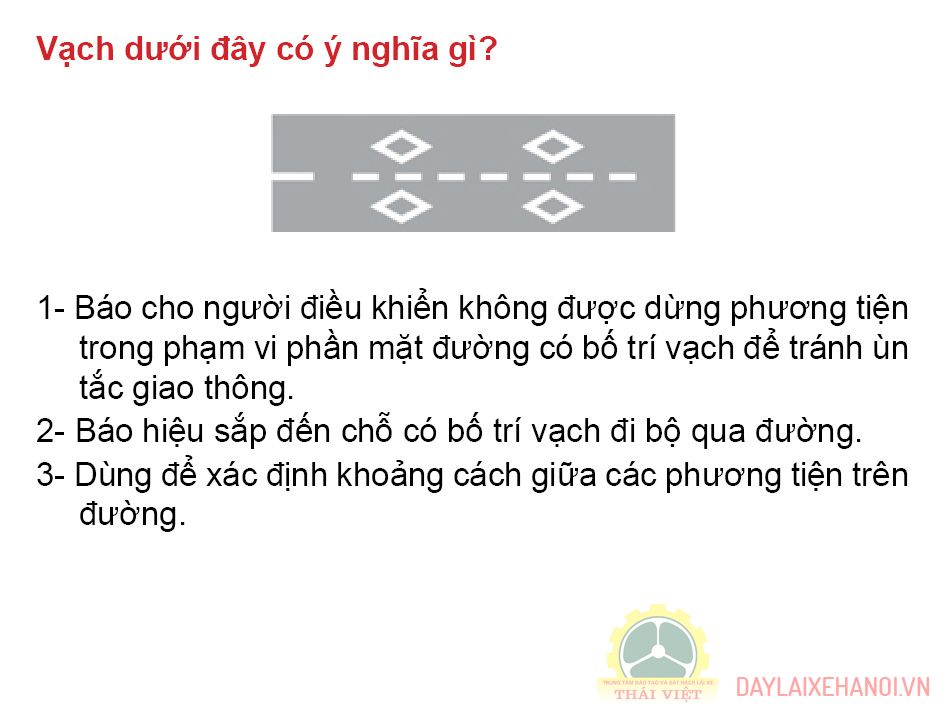 Vạch dưới đây có ý nghĩa gì?
1- Báo cho người điều khiển không được dừng phương tiện
trong phạm vi phần mặt đường có bố trí vạch để tránh ùn
tắc giao thông.
2- Báo hiệu sắp đến chỗ có bố trí vạch đi bộ qua đường.
3- Dùng để xác định khoảng cách giữa các phương tiện trên
đường.
TRUNG TÂM ĐÀO TẠO VÀ SÁT HẠCH LÁI XE
THÁI VIỆT
DAYLAIXEHANOI.VN